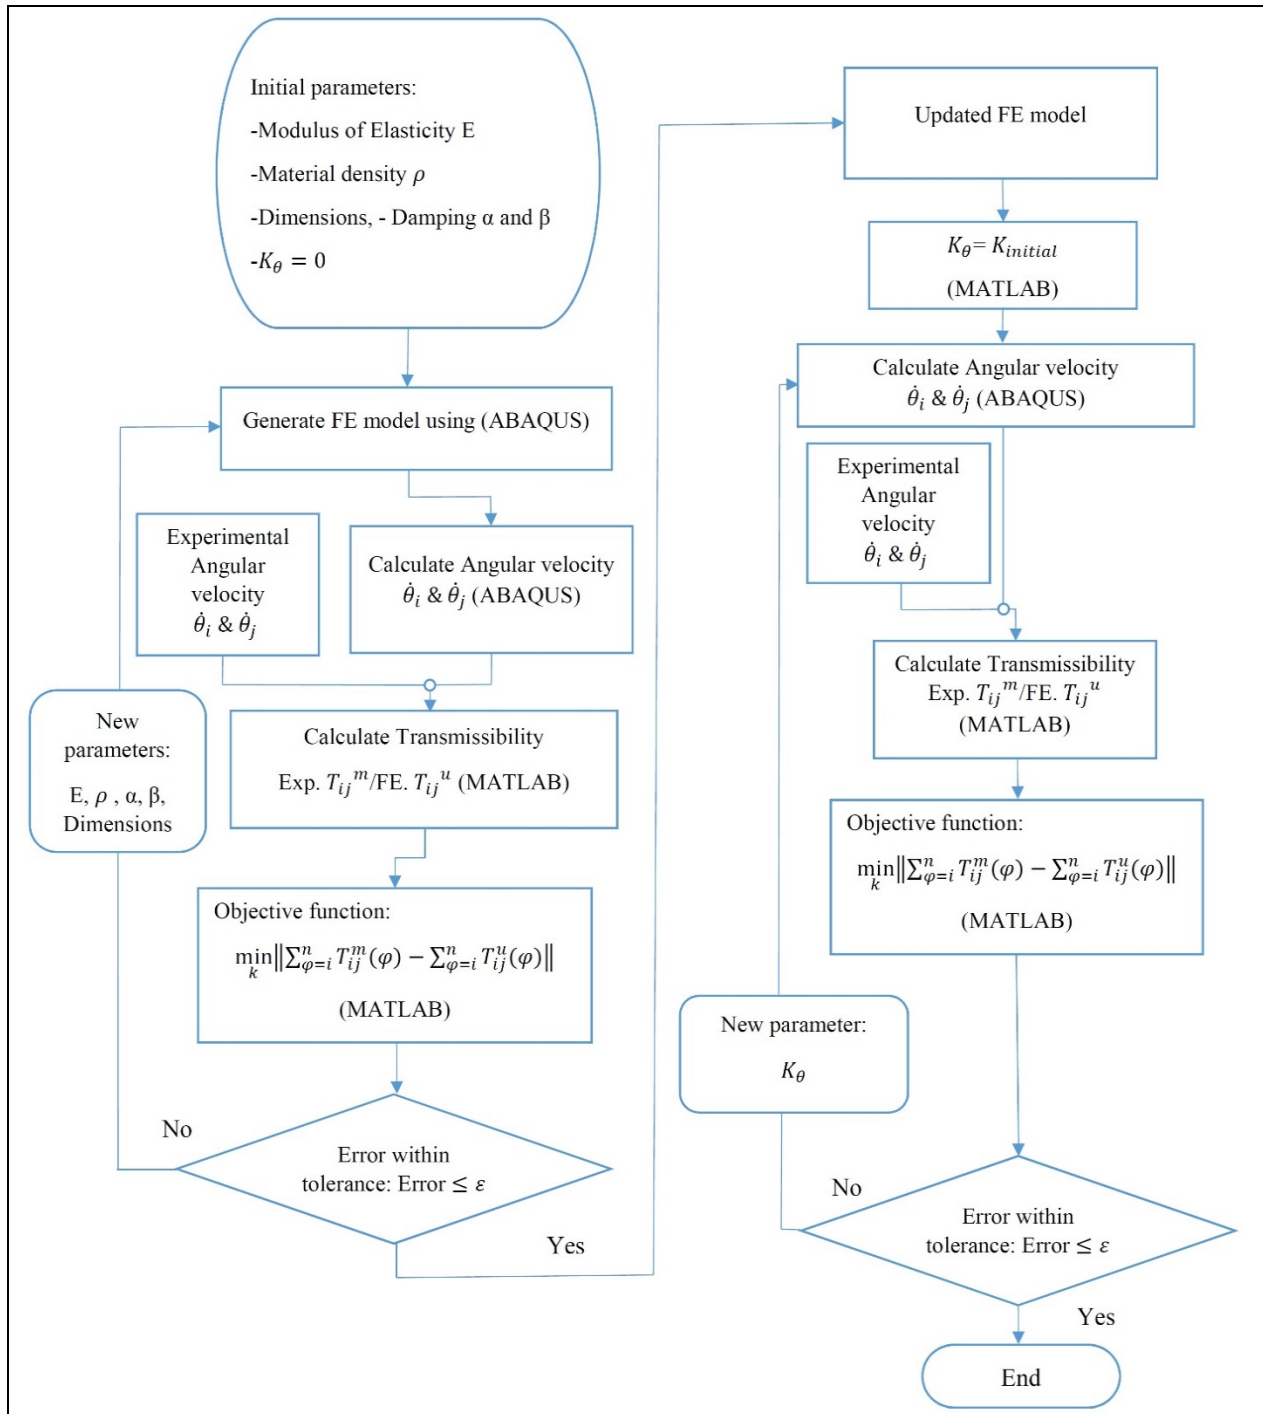 Initial parameters:
-Modulus of Elasticity E
-Material density ρ
-Dimensions, - Damping α and β
-K_θ = 0
Generate FE model using (ABAQUS)
Experimental
Angular
velocity
θ̇_i & θ̇_j
Calculate Angular velocity
θ̇_i & θ̇_j (ABAQUS)
New
parameters:
E, ρ , α, β,
Dimensions
Calculate Transmissibility
Exp. T_ij^m/FE. T_ij^u (MATLAB)
Objective function:
min_k‖∑_{φ=i}^n T_ij^m(φ) − ∑_{φ=i}^n T_ij^u(φ)‖
(MATLAB)
No
Error within
tolerance: Error ≤ ε
Yes
Updated FE model
K_θ= K_initial
(MATLAB)
Calculate Angular velocity
θ̇_i & θ̇_j (ABAQUS)
Experimental
Angular
velocity
θ̇_i & θ̇_j
Calculate Transmissibility
Exp. T_ij^m/FE. T_ij^u
(MATLAB)
Objective function:
min_k‖∑_{φ=i}^n T_ij^m(φ) − ∑_{φ=i}^n T_ij^u(φ)‖
(MATLAB)
New parameter:
K_θ
No
Error within
tolerance: Error ≤ ε
Yes
End